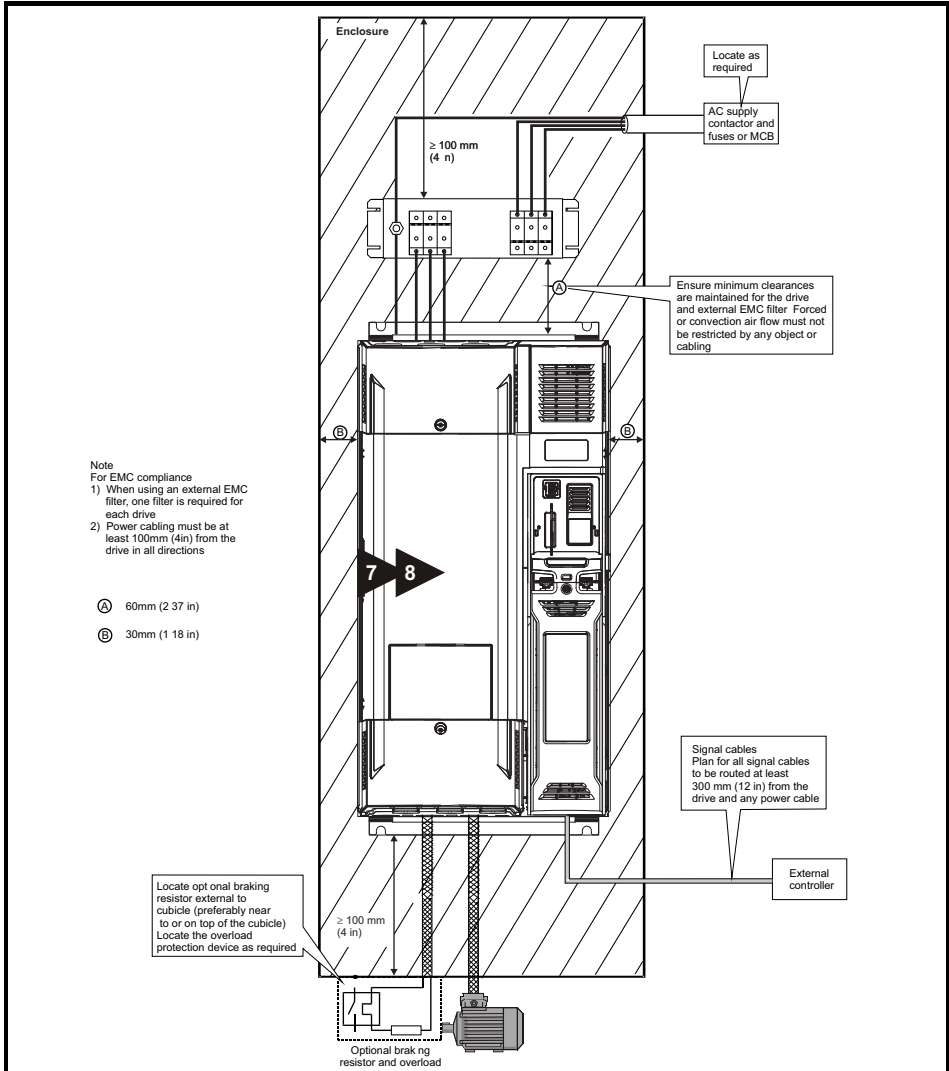 Enclosure
Locate as
required
AC supply
contactor and
fuses or MCB
≥ 100 mm
(4 n)
A
Ensure minimum clearances
are maintained for the drive
and external EMC filter Forced
or convection air flow must not
be restricted by any object or
cabling
B
B
Note
For EMC compliance
1) When using an external EMC
filter, one filter is required for
each drive
2) Power cabling must be at
least 100mm (4in) from the
drive in all directions
7 8
A 60mm (2 37 in)
B 30mm (1 18 in)
Signal cables
Plan for all signal cables
to be routed at least
300 mm (12 in) from the
drive and any power cable
External
controller
Locate opt onal braking
resistor external to
cubicle (preferably near
to or on top of the cubicle)
Locate the overload
protection device as required
≥ 100 mm
(4 in)
Optional brak ng
resistor and overload